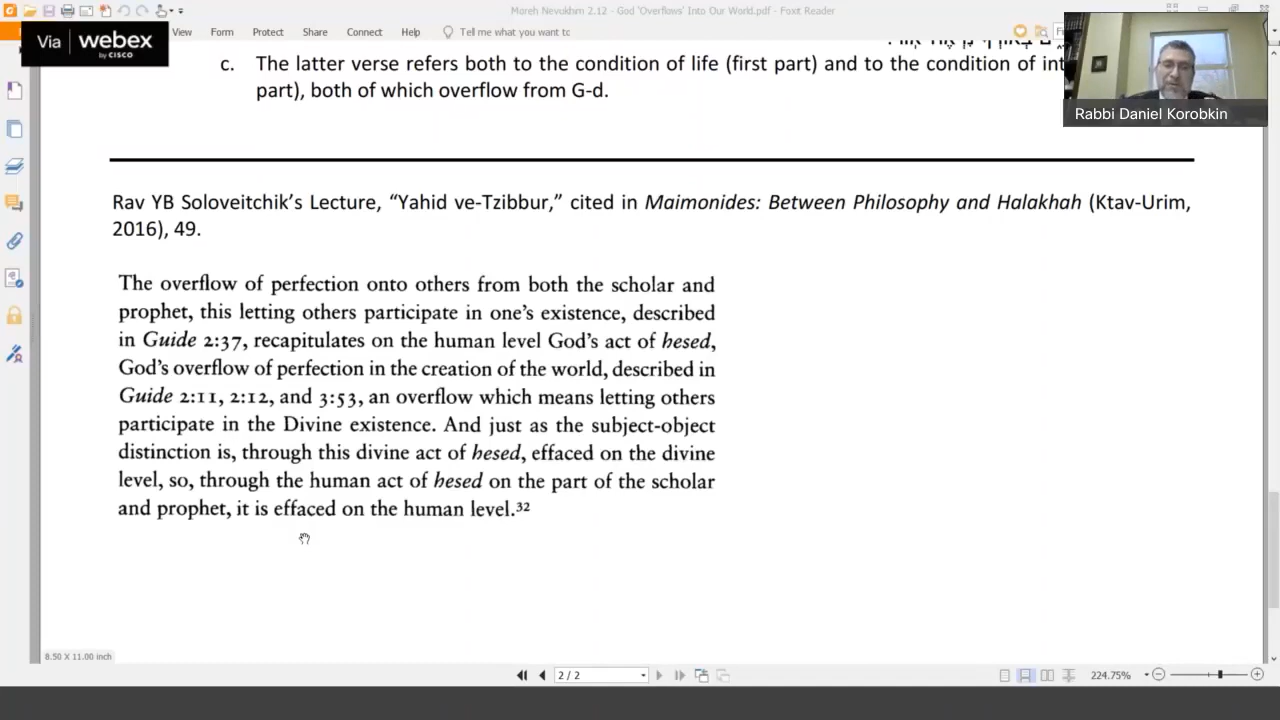 Moreh Nevukhm 2.12 - God 'Overflows' Into Our World.pdf - Foxit Reader
Via webex
by CISCO
View Form Protect Share Connect Help Tell me what you want tc
c. The latter verse refers both to the condition of life (first part) and to the condition of int
part), both of which overflow from G-d.
Rabbi Daniel Korobkin
Rav YB Soloveitchik's Lecture, "Yahid ve-Tzibbur," cited in Maimonides: Between Philosophy and Halakhah (Ktav-Urim,
2016), 49.
The overflow of perfection onto others from both the scholar and
prophet, this letting others participate in one's existence, described
in Guide 2:37, recapitulates on the human level God's act of hesed,
God's overflow of perfection in the creation of the world, described in
Guide 2:11, 2:12, and 3:53, an overflow which means letting others
participate in the Divine existence. And just as the subject-object
distinction is, through this divine act of hesed, effaced on the divine
level, so, through the human act of hesed on the part of the scholar
and prophet, it is effaced on the human level.32
8.50 X 11.00 inch
2 / 2
224.75%